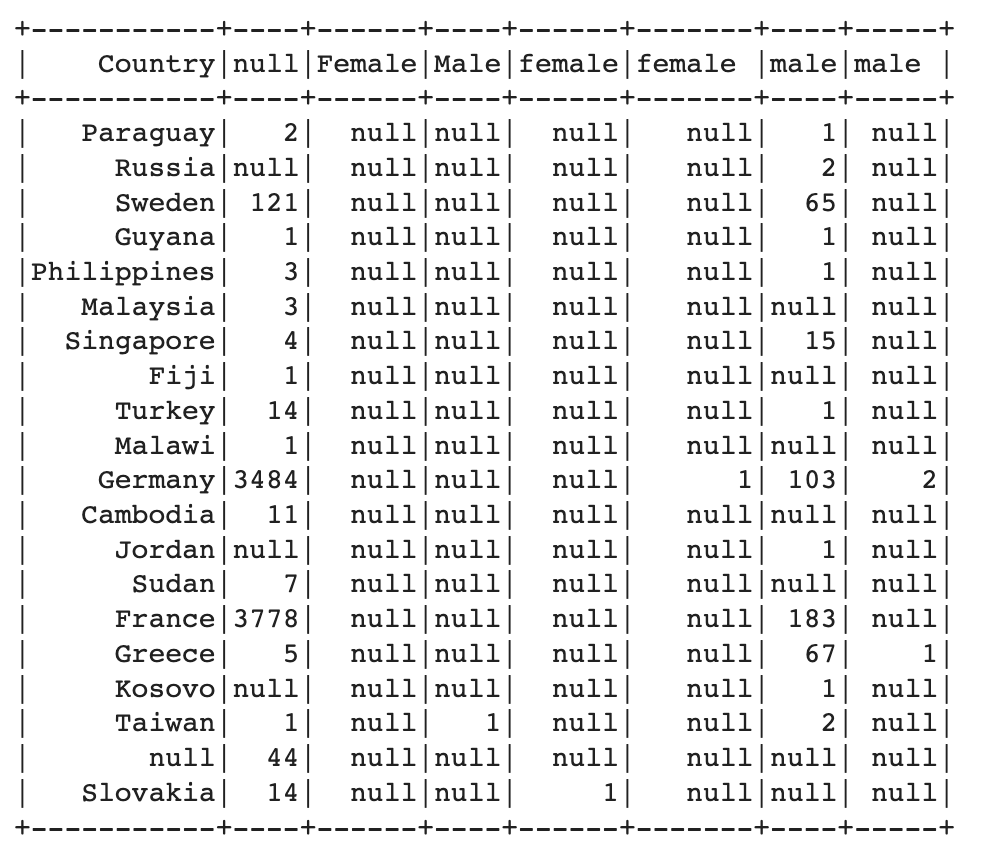 +-----------+----+------+----+------+-------+----+-----+
|    Country|null|Female|Male|female|female |male|male |
+-----------+----+------+----+------+-------+----+-----+
|   Paraguay|   2|  null|null|  null|   null|   1| null|
|     Russia|null|  null|null|  null|   null|   2| null|
|     Sweden| 121|  null|null|  null|   null|  65| null|
|     Guyana|   1|  null|null|  null|   null|   1| null|
|Philippines|   3|  null|null|  null|   null|   1| null|
|   Malaysia|   3|  null|null|  null|   null|null| null|
|  Singapore|   4|  null|null|  null|   null|  15| null|
|       Fiji|   1|  null|null|  null|   null|null| null|
|     Turkey|  14|  null|null|  null|   null|   1| null|
|     Malawi|   1|  null|null|  null|   null|null| null|
|    Germany|3484|  null|null|  null|      1| 103|    2|
|   Cambodia|  11|  null|null|  null|   null|null| null|
|     Jordan|null|  null|null|  null|   null|   1| null|
|      Sudan|   7|  null|null|  null|   null|null| null|
|     France|3778|  null|null|  null|   null| 183| null|
|     Greece|   5|  null|null|  null|   null|  67|    1|
|     Kosovo|null|  null|null|  null|   null|   1| null|
|     Taiwan|   1|  null|   1|  null|   null|   2| null|
|       null|  44|  null|null|  null|   null|null| null|
|   Slovakia|  14|  null|null|     1|   null|null| null|
+-----------+----+------+----+------+-------+----+-----+